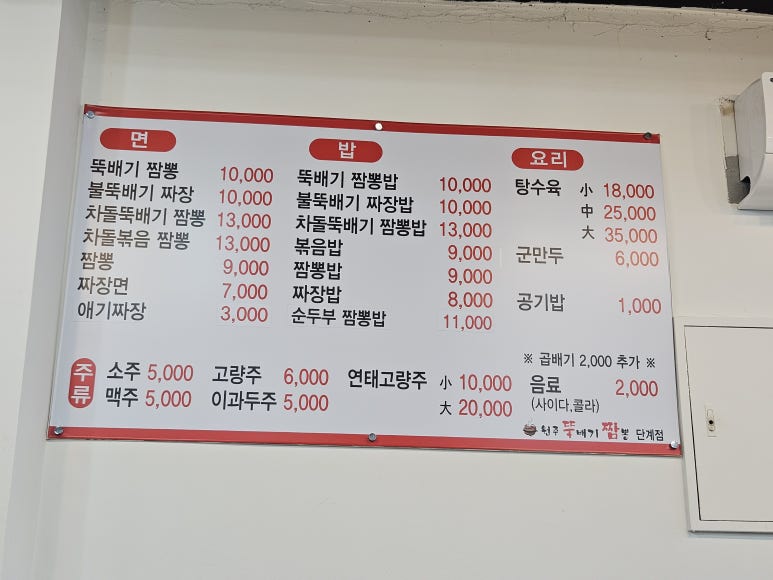 면
뚝배기 짬뽕 10,000
불뚝배기 짜장 10,000
차돌뚝배기 짬뽕 13,000
차돌볶음 짬뽕 13,000
짬뽕 9,000
짜장면 7,000
애기짜장 3,000
밥
뚝배기 짬뽕밥 10,000
불뚝배기 짜장밥 10,000
차돌뚝배기 짬뽕밥 13,000
볶음밥 9,000
짬뽕밥 9,000
짜장밥 8,000
순두부 짬뽕밥 11,000
요리
탕수육 小 18,000
中 25,000
大 35,000
군만두 6,000
공기밥 1,000
※ 곱배기 2,000 추가 ※
주류
소주 5,000 고량주 6,000 연태고량주 小 10,000 음료 2,000
맥주 5,000 이과두주 5,000 大 20,000 (사이다,콜라)
원주 뚝배기 짬뽕 단계점